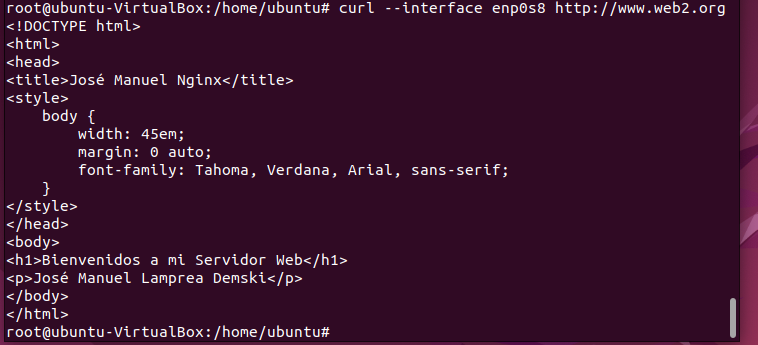 root@ubuntu-VirtualBox:/home/ubuntu# curl --interface enp0s8 http://www.web2.org
<!DOCTYPE html>
<html>
<head>
<title>José Manuel Nginx</title>
<style>
    body {
        width: 45em;
        margin: 0 auto;
        font-family: Tahoma, Verdana, Arial, sans-serif;
    }
</style>
</head>
<body>
<h1>Bienvenidos a mi Servidor Web</h1>
<p>José Manuel Lamprea Demski</p>
</body>
</html>
root@ubuntu-VirtualBox:/home/ubuntu#